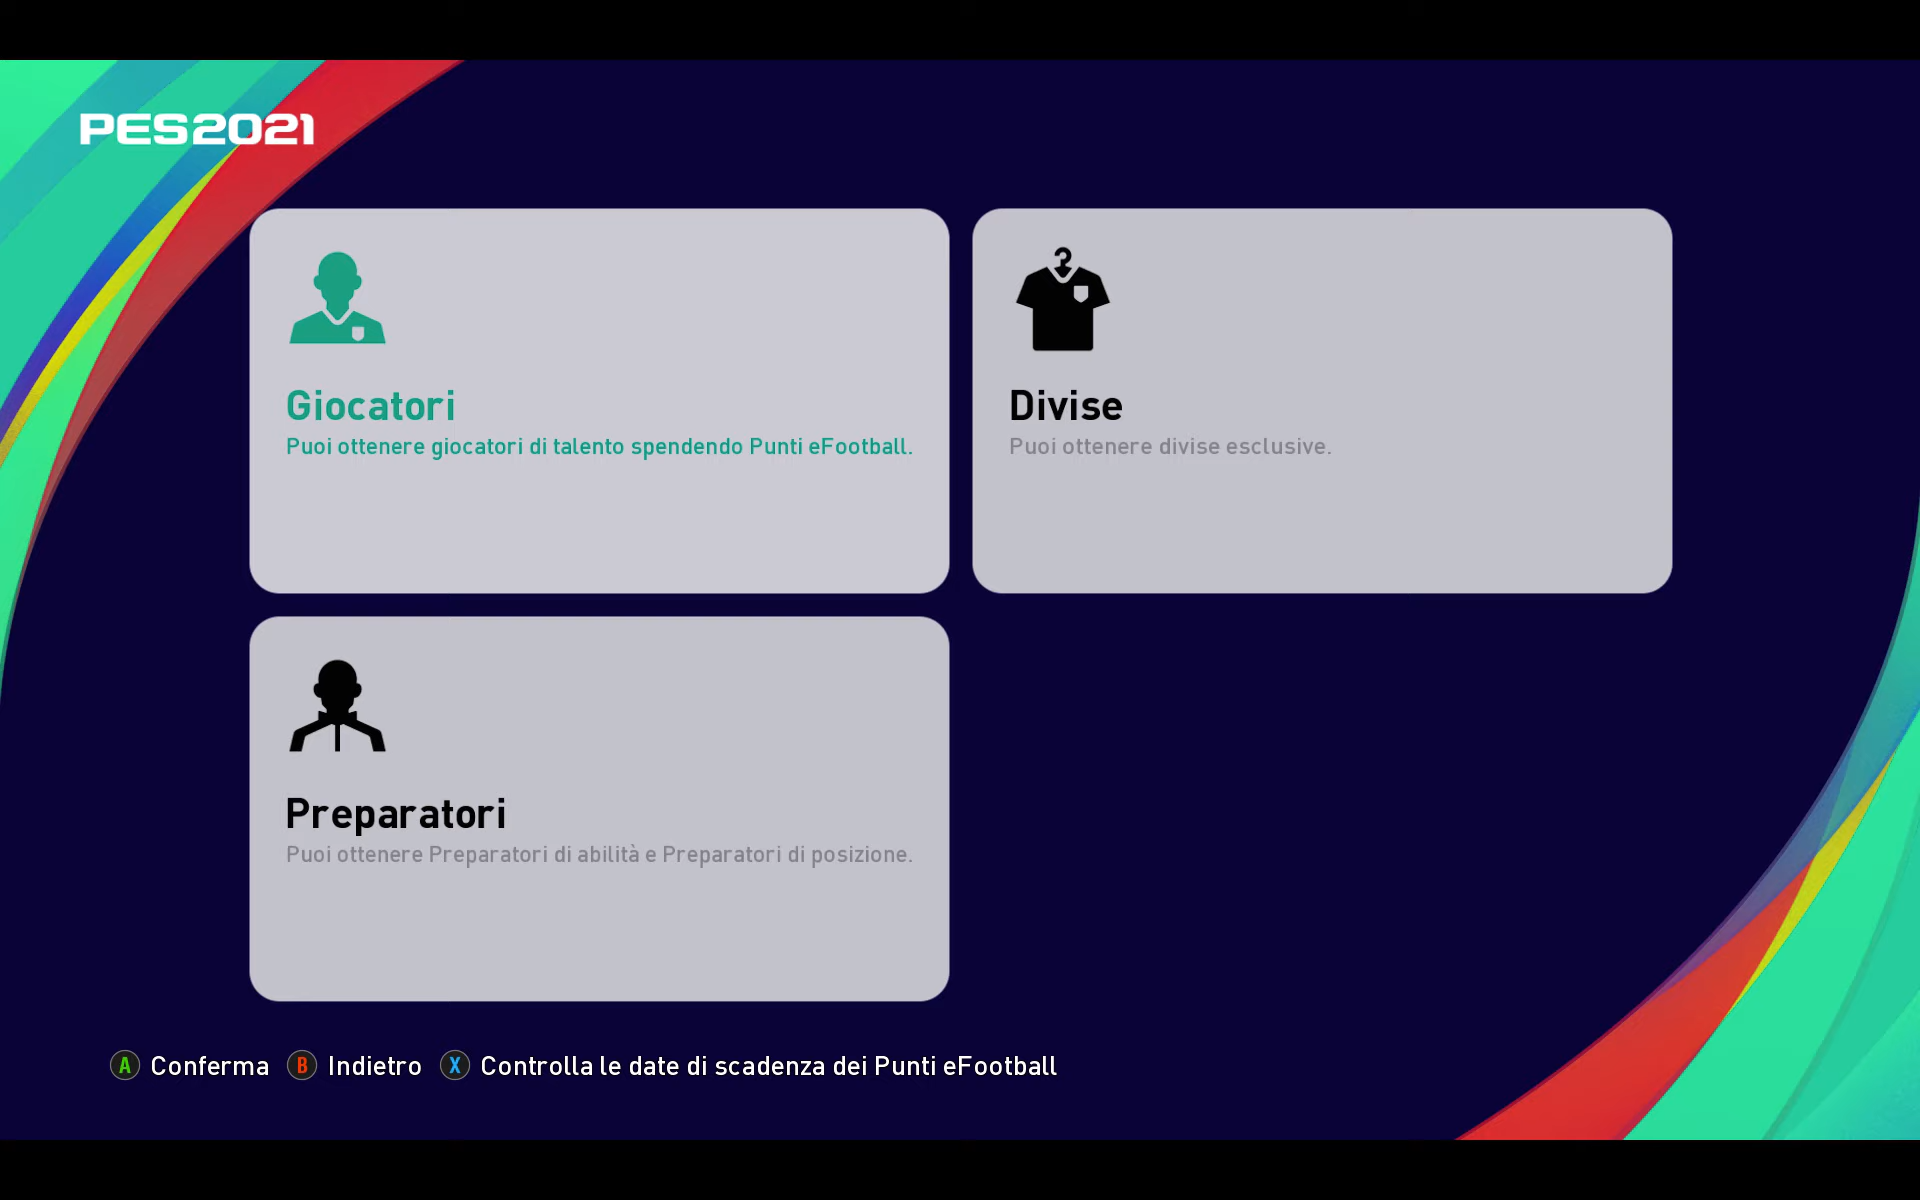 PES2021
Giocatori
Puoi ottenere giocatori di talento spendendo Punti eFootball.
Divise
Puoi ottenere divise esclusive.
Preparatori
Puoi ottenere Preparatori di abilità e Preparatori di posizione.
A Conferma B Indietro X Controlla le date di scadenza dei Punti eFootball